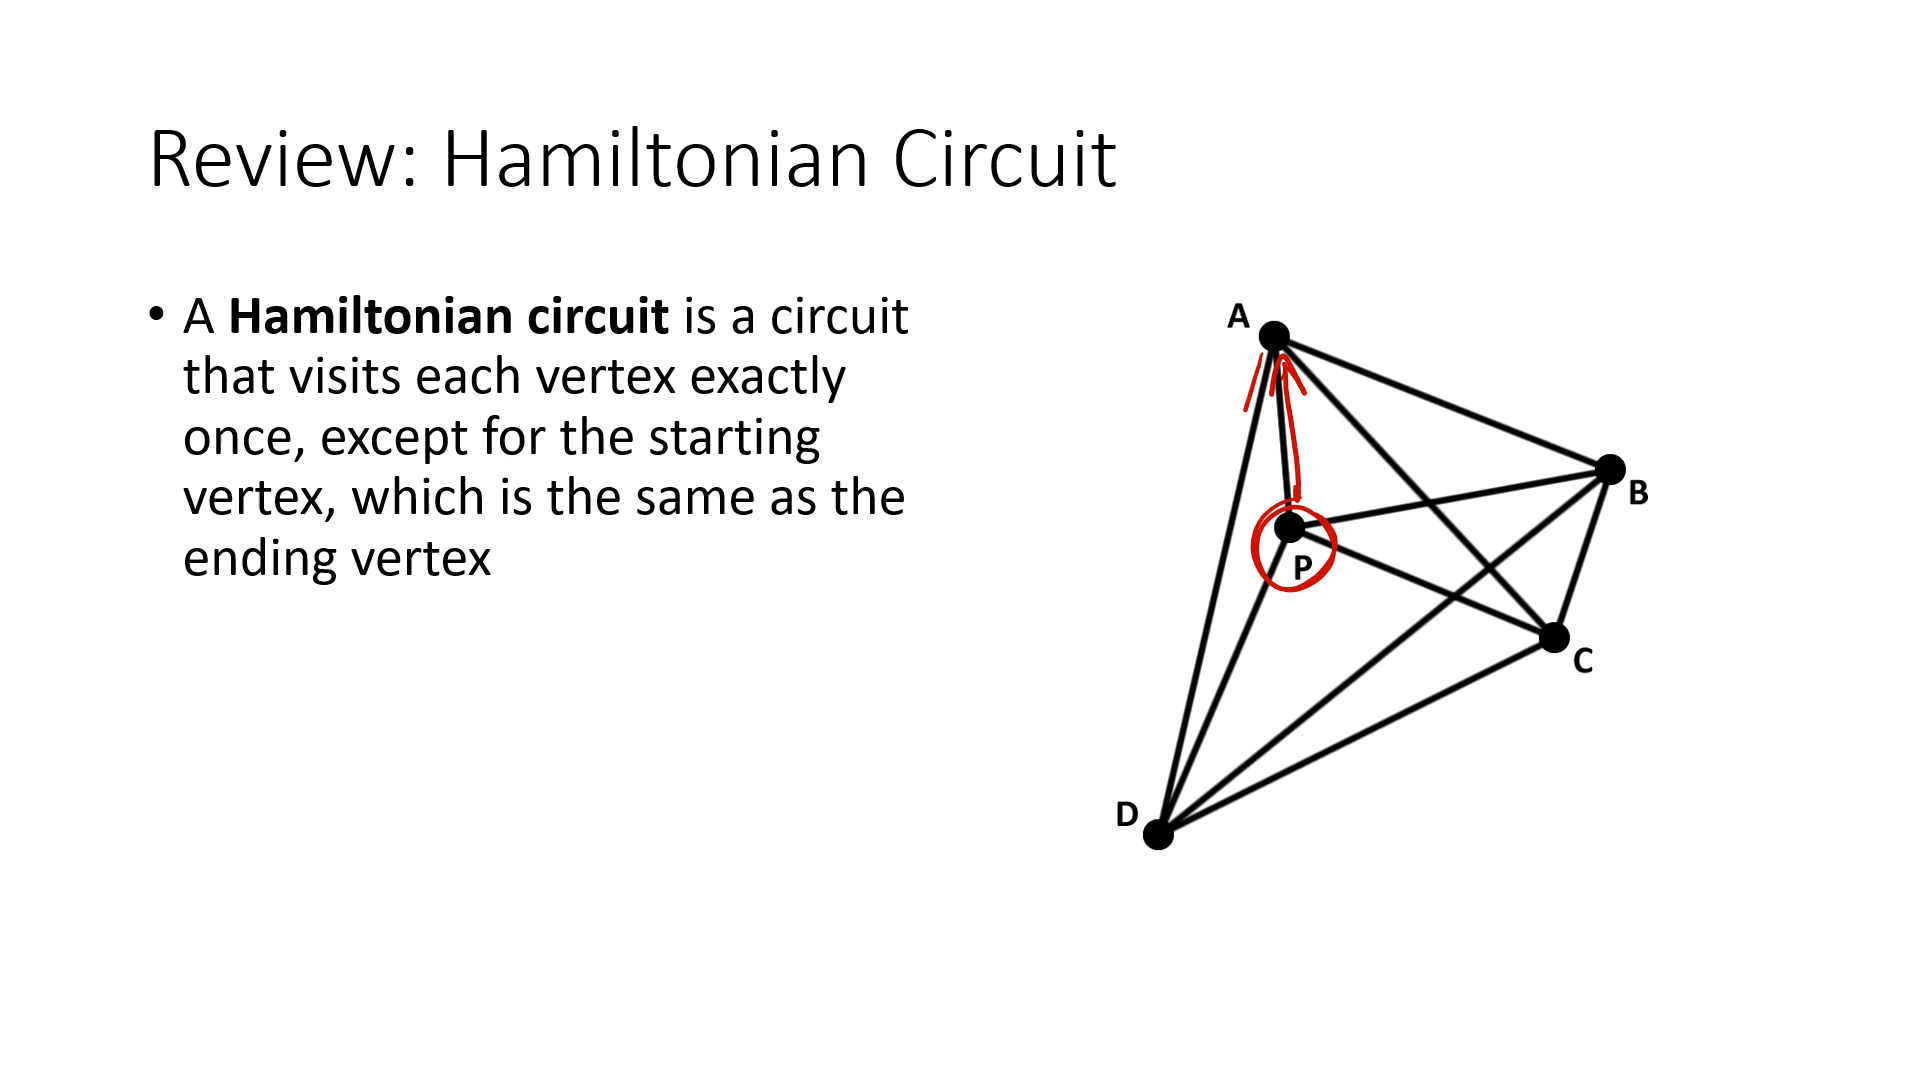 Review: Hamiltonian Circuit
• A Hamiltonian circuit is a circuit
that visits each vertex exactly
once, except for the starting
vertex, which is the same as the
ending vertex
A
B
P
C
D